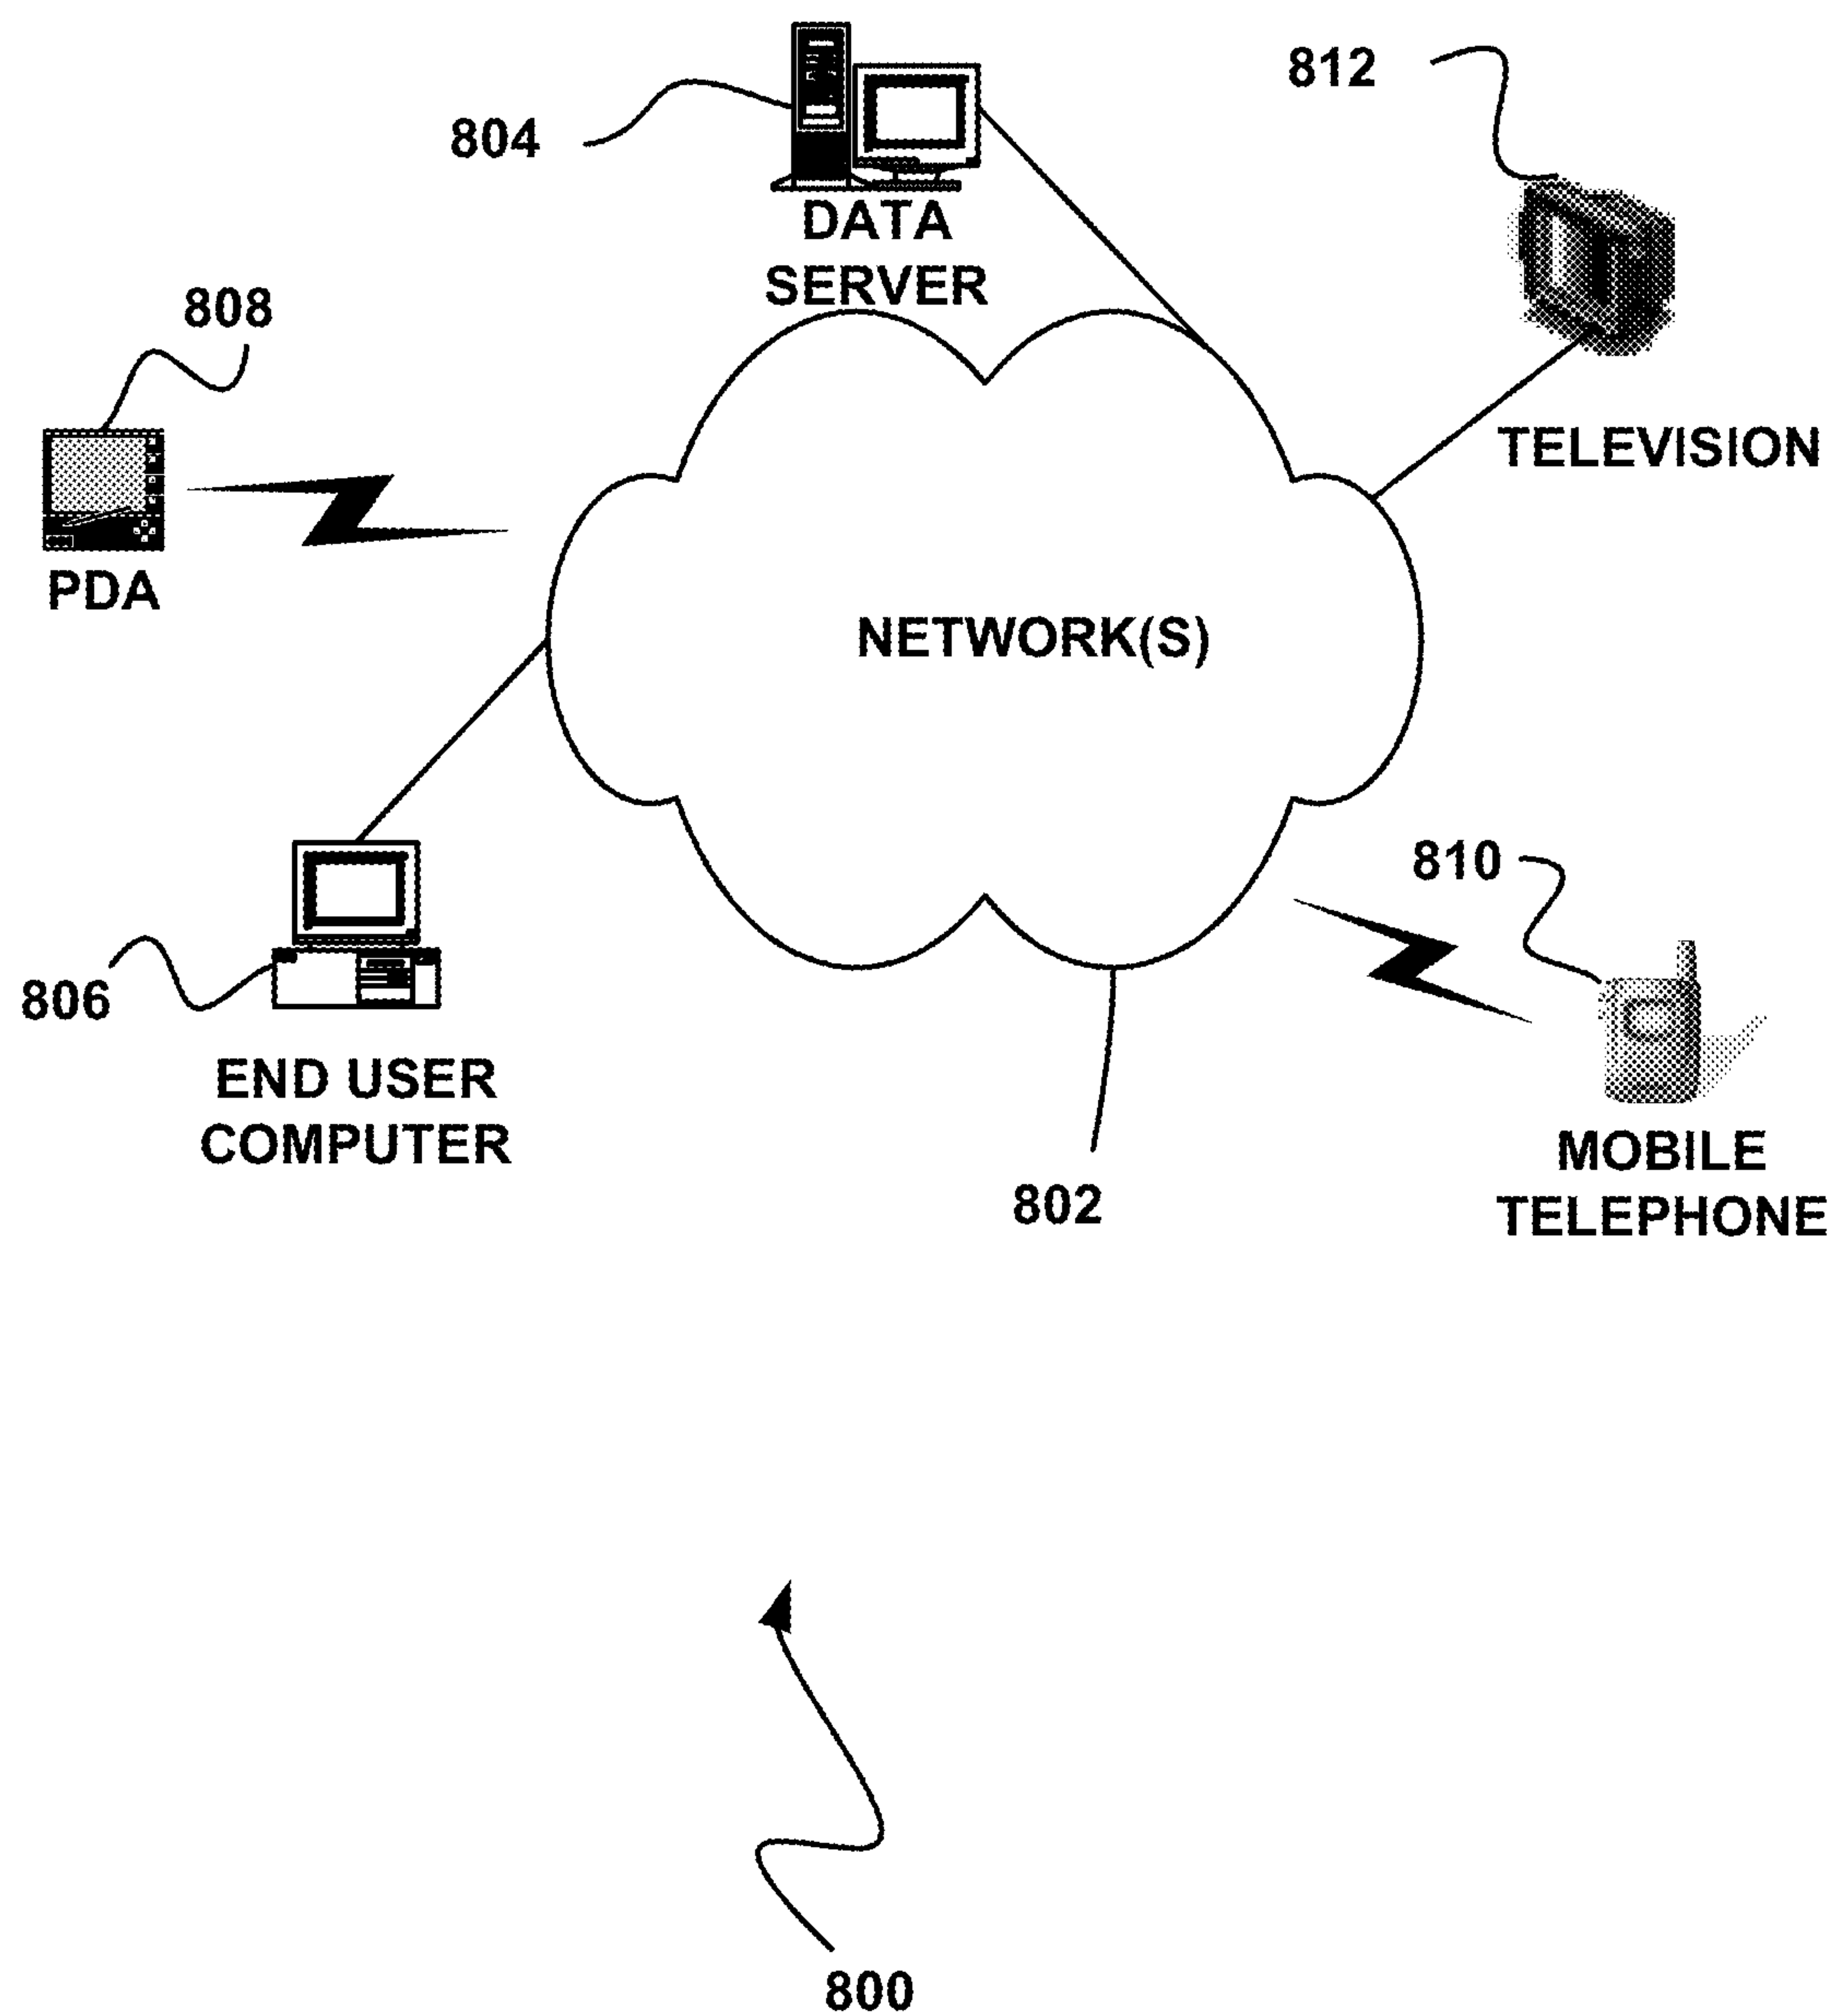 812
804
DATA
SERVER
808
TELEVISION
PDA
NETWORK(S)
810
806
END USER
COMPUTER
MOBILE
TELEPHONE
802
800